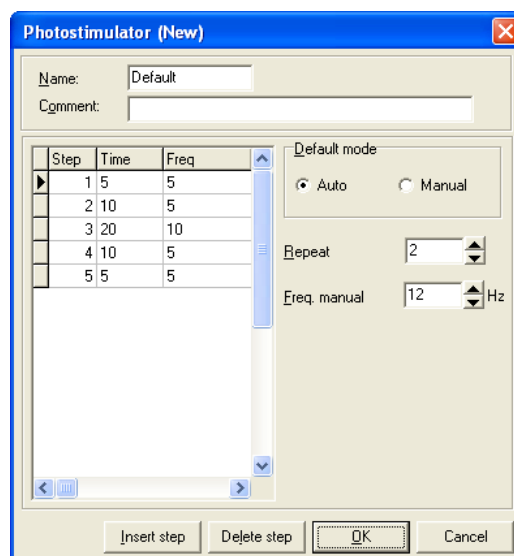 Photostimulator (New)
Name: Default
Comment:
Step Time Freq
1 5 5
2 10 5
3 20 10
4 10 5
5 5 5
Default mode
Auto Manual
Repeat 2
Freq. manual 12 Hz
Insert step Delete step OK Cancel